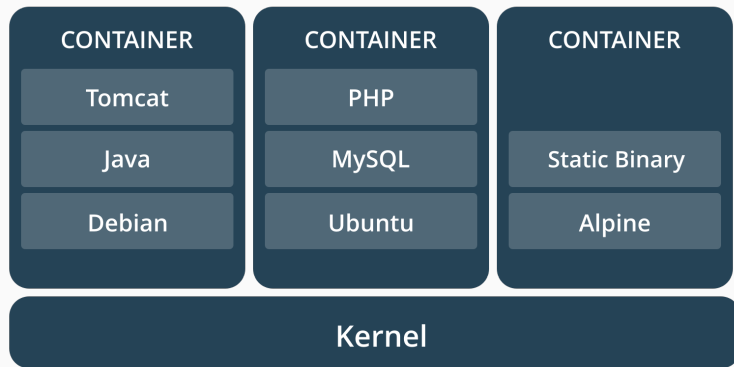 CONTAINER
Tomcat
Java
Debian
CONTAINER
PHP
MySQL
Ubuntu
CONTAINER
Static Binary
Alpine
Kernel